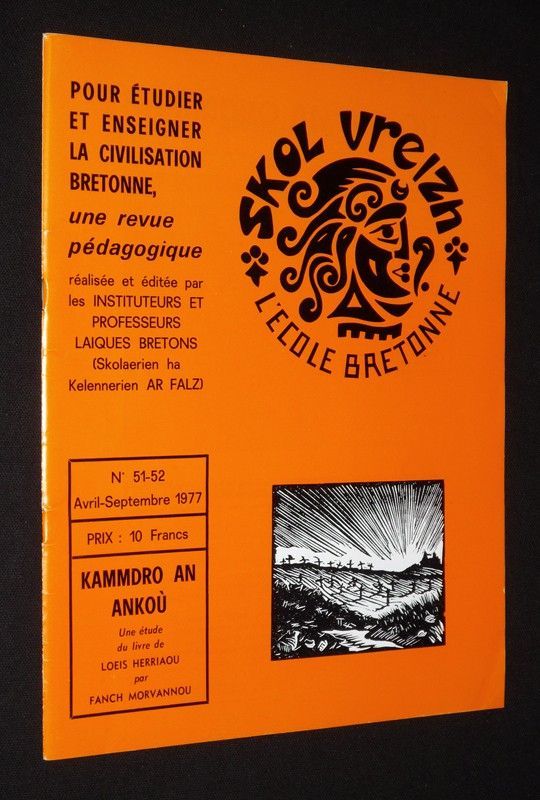 POUR ÉTUDIER
ET ENSEIGNER
LA CIVILISATION
BRETONNE,
une revue
pédagogique
réalisée et éditée par
les INSTITUTEURS ET
PROFESSEURS
LAIQUES BRETONS
(Skolaerien ha
Kelennerien AR FALZ)
SKOL VREIZH
L'ECOLE BRETONNE
N° 51-52
Avril-Septembre 1977
PRIX : 10 Francs
KAMMDRO AN
ANKOÙ
Une étude
du livre de
LOEIS HERRIAOU
par
FANCH MORVANNOU